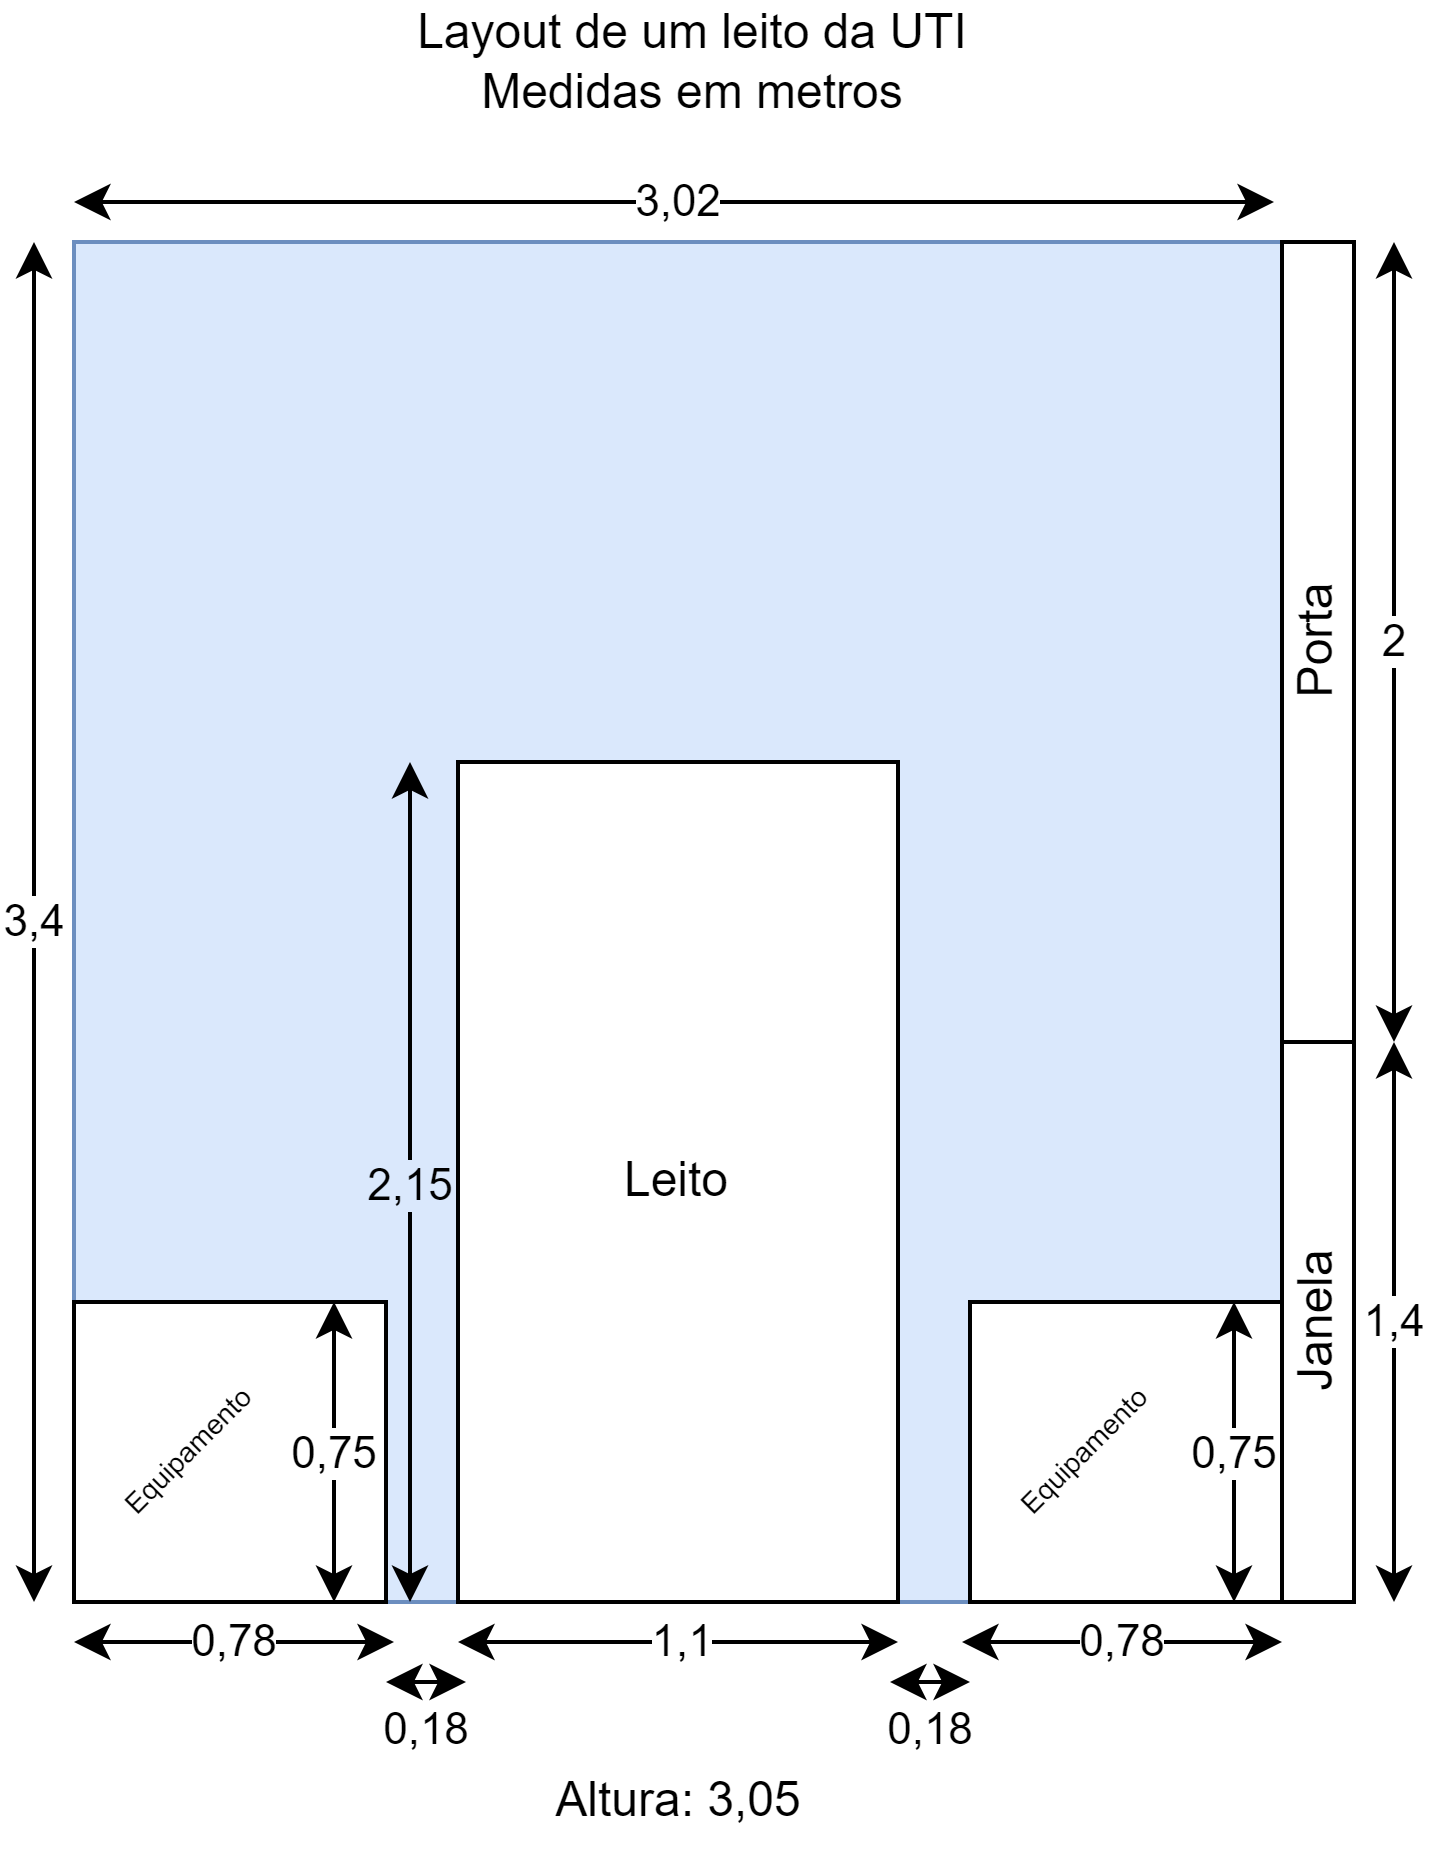 Layout de um leito da UTI
Medidas em metros
3,02
Porta
2
3,4
2,15
Leito
Janela
1,4
Equipamento
0,75
Equipamento
0,75
0,78
1,1
0,78
0,18
0,18
Altura: 3,05